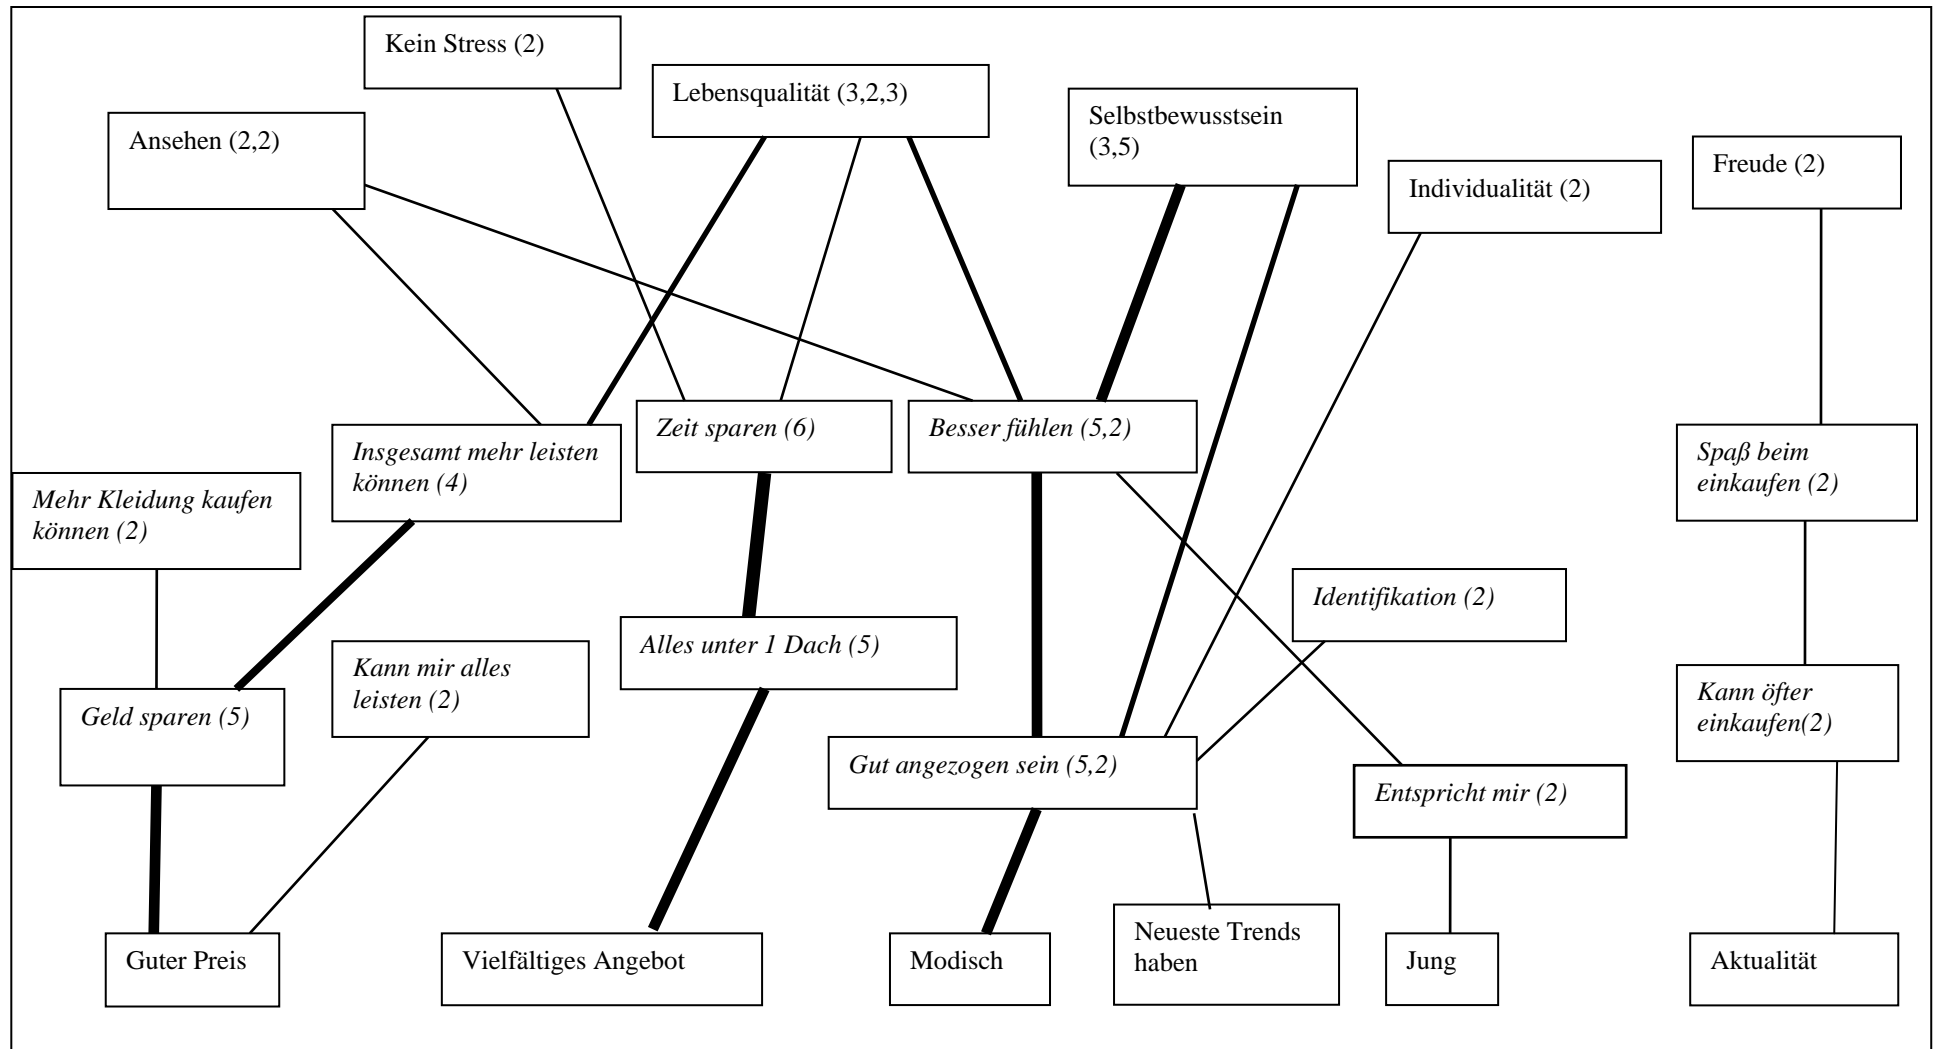 Kein Stress (2)
Lebensqualität (3,2,3)
Selbstbewusstsein
(3,5)
Ansehen (2,2)
Freude (2)
Individualität (2)
Zeit sparen (6)
Besser fühlen (5,2)
Insgesamt mehr leisten
können (4)
Spaß beim
einkaufen (2)
Mehr Kleidung kaufen
können (2)
Identifikation (2)
Alles unter 1 Dach (5)
Kann mir alles
leisten (2)
Kann öfter
einkaufen(2)
Geld sparen (5)
Gut angezogen sein (5,2)
Entspricht mir (2)
Neueste Trends
haben
Guter Preis
Vielfältiges Angebot
Modisch
Jung
Aktualität